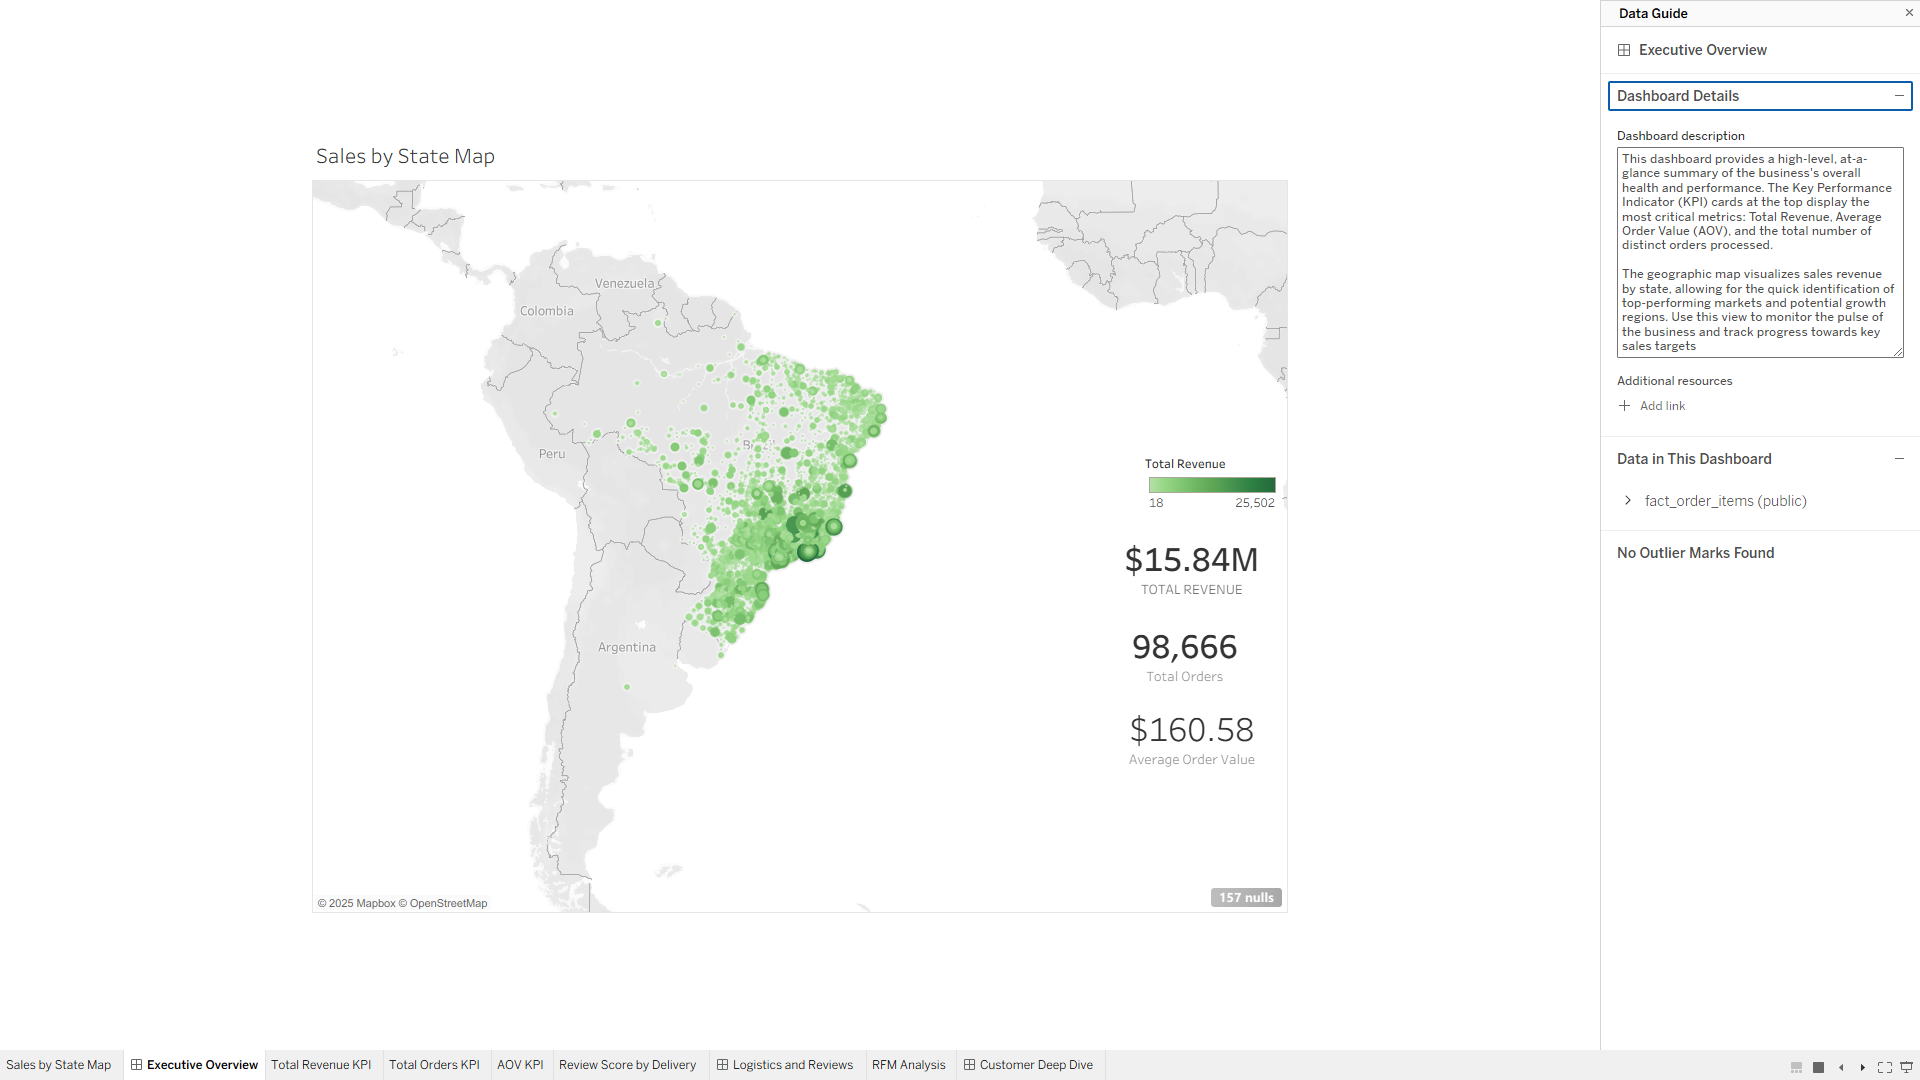 Data Guide
Executive Overview
Dashboard Details
Dashboard description
This dashboard provides a high-level, at-a-
glance summary of the business's overall
health and performance. The Key Performance
Indicator (KPI) cards at the top display the
most critical metrics: Total Revenue, Average
Order Value (AOV), and the total number of
distinct orders processed.
The geographic map visualizes sales revenue
by state, allowing for the quick identification of
top-performing markets and potential growth
regions. Use this view to monitor the pulse of
the business and track progress towards key
sales targets
Additional resources
Add link
Data in This Dashboard
fact_order_items (public)
No Outlier Marks Found
Sales by State Map
Venezuela
Colombia
Brazil
Peru
Argentina
Total Revenue
18 25,502
$15.84M
TOTAL REVENUE
98,666
Total Orders
$160.58
Average Order Value
157 nulls
© 2025 Mapbox © OpenStreetMap
Sales by State Map Executive Overview Total Revenue KPI Total Orders KPI AOV KPI Review Score by Delivery Logistics and Reviews RFM Analysis Customer Deep Dive